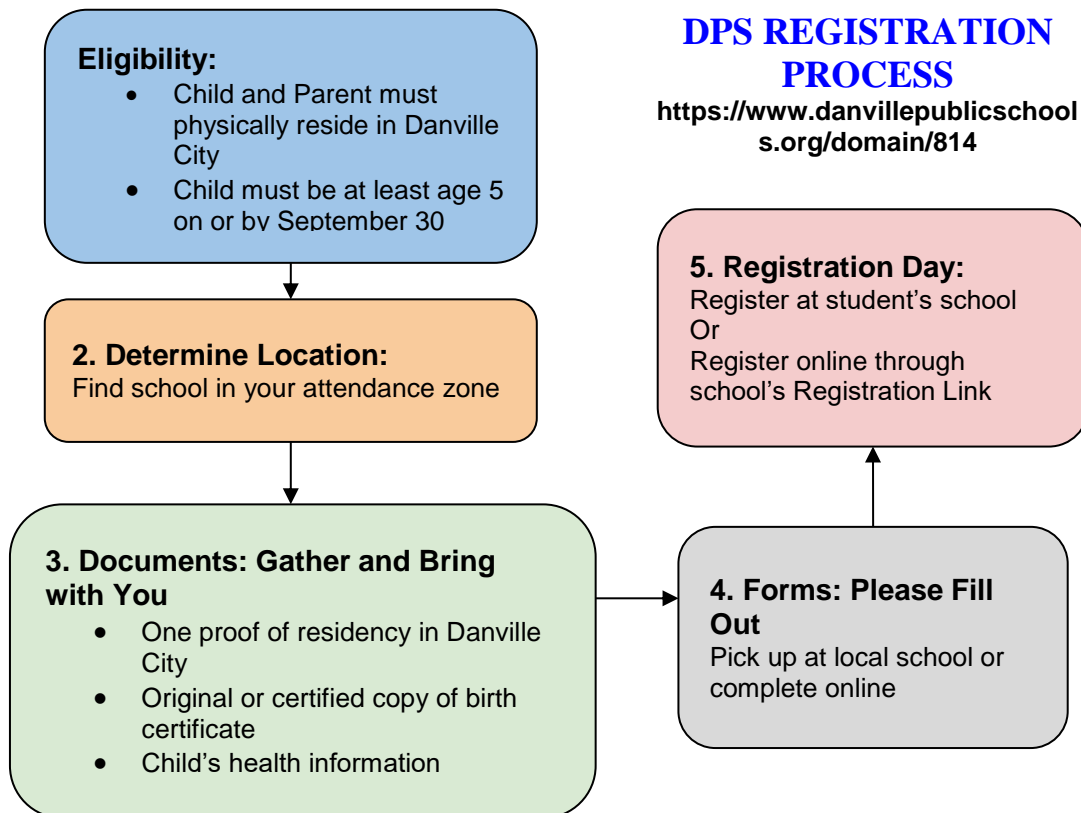 DPS REGISTRATION
PROCESS
https://www.danvillepublicschool
s.org/domain/814
Eligibility:
• Child and Parent must
physically reside in Danville
City
• Child must be at least age 5
on or by September 30
2. Determine Location:
Find school in your attendance zone
3. Documents: Gather and Bring
with You
• One proof of residency in Danville
City
• Original or certified copy of birth
certificate
• Child’s health information
4. Forms: Please Fill
Out
Pick up at local school or
complete online
5. Registration Day:
Register at student’s school
Or
Register online through
school’s Registration Link